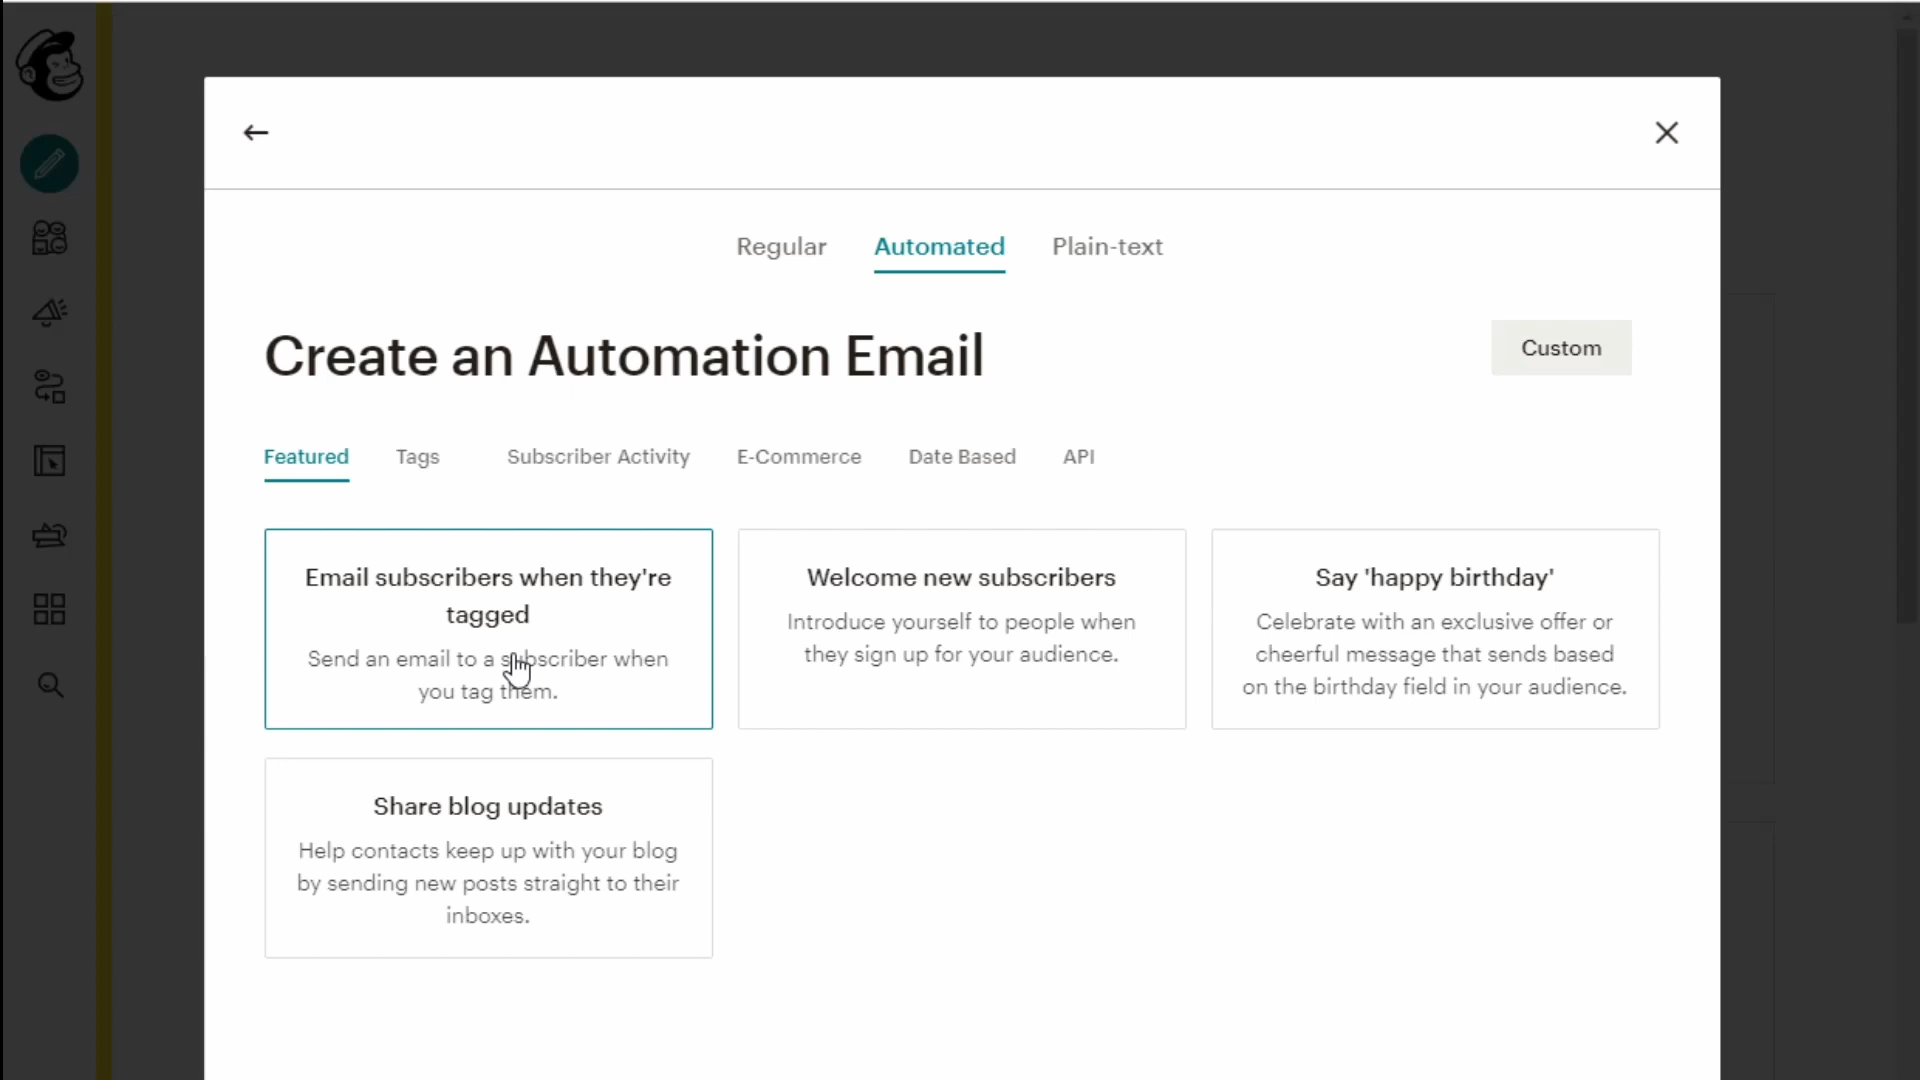 Regular Automated Plain-text
Create an Automation Email
Custom
Featured Tags Subscriber Activity E-Commerce Date Based API
Email subscribers when they're
tagged
Send an email to a subscriber when
you tag them.
Welcome new subscribers
Introduce yourself to people when
they sign up for your audience.
Say 'happy birthday'
Celebrate with an exclusive offer or
cheerful message that sends based
on the birthday field in your audience.
Share blog updates
Help contacts keep up with your blog
by sending new posts straight to their
inboxes.